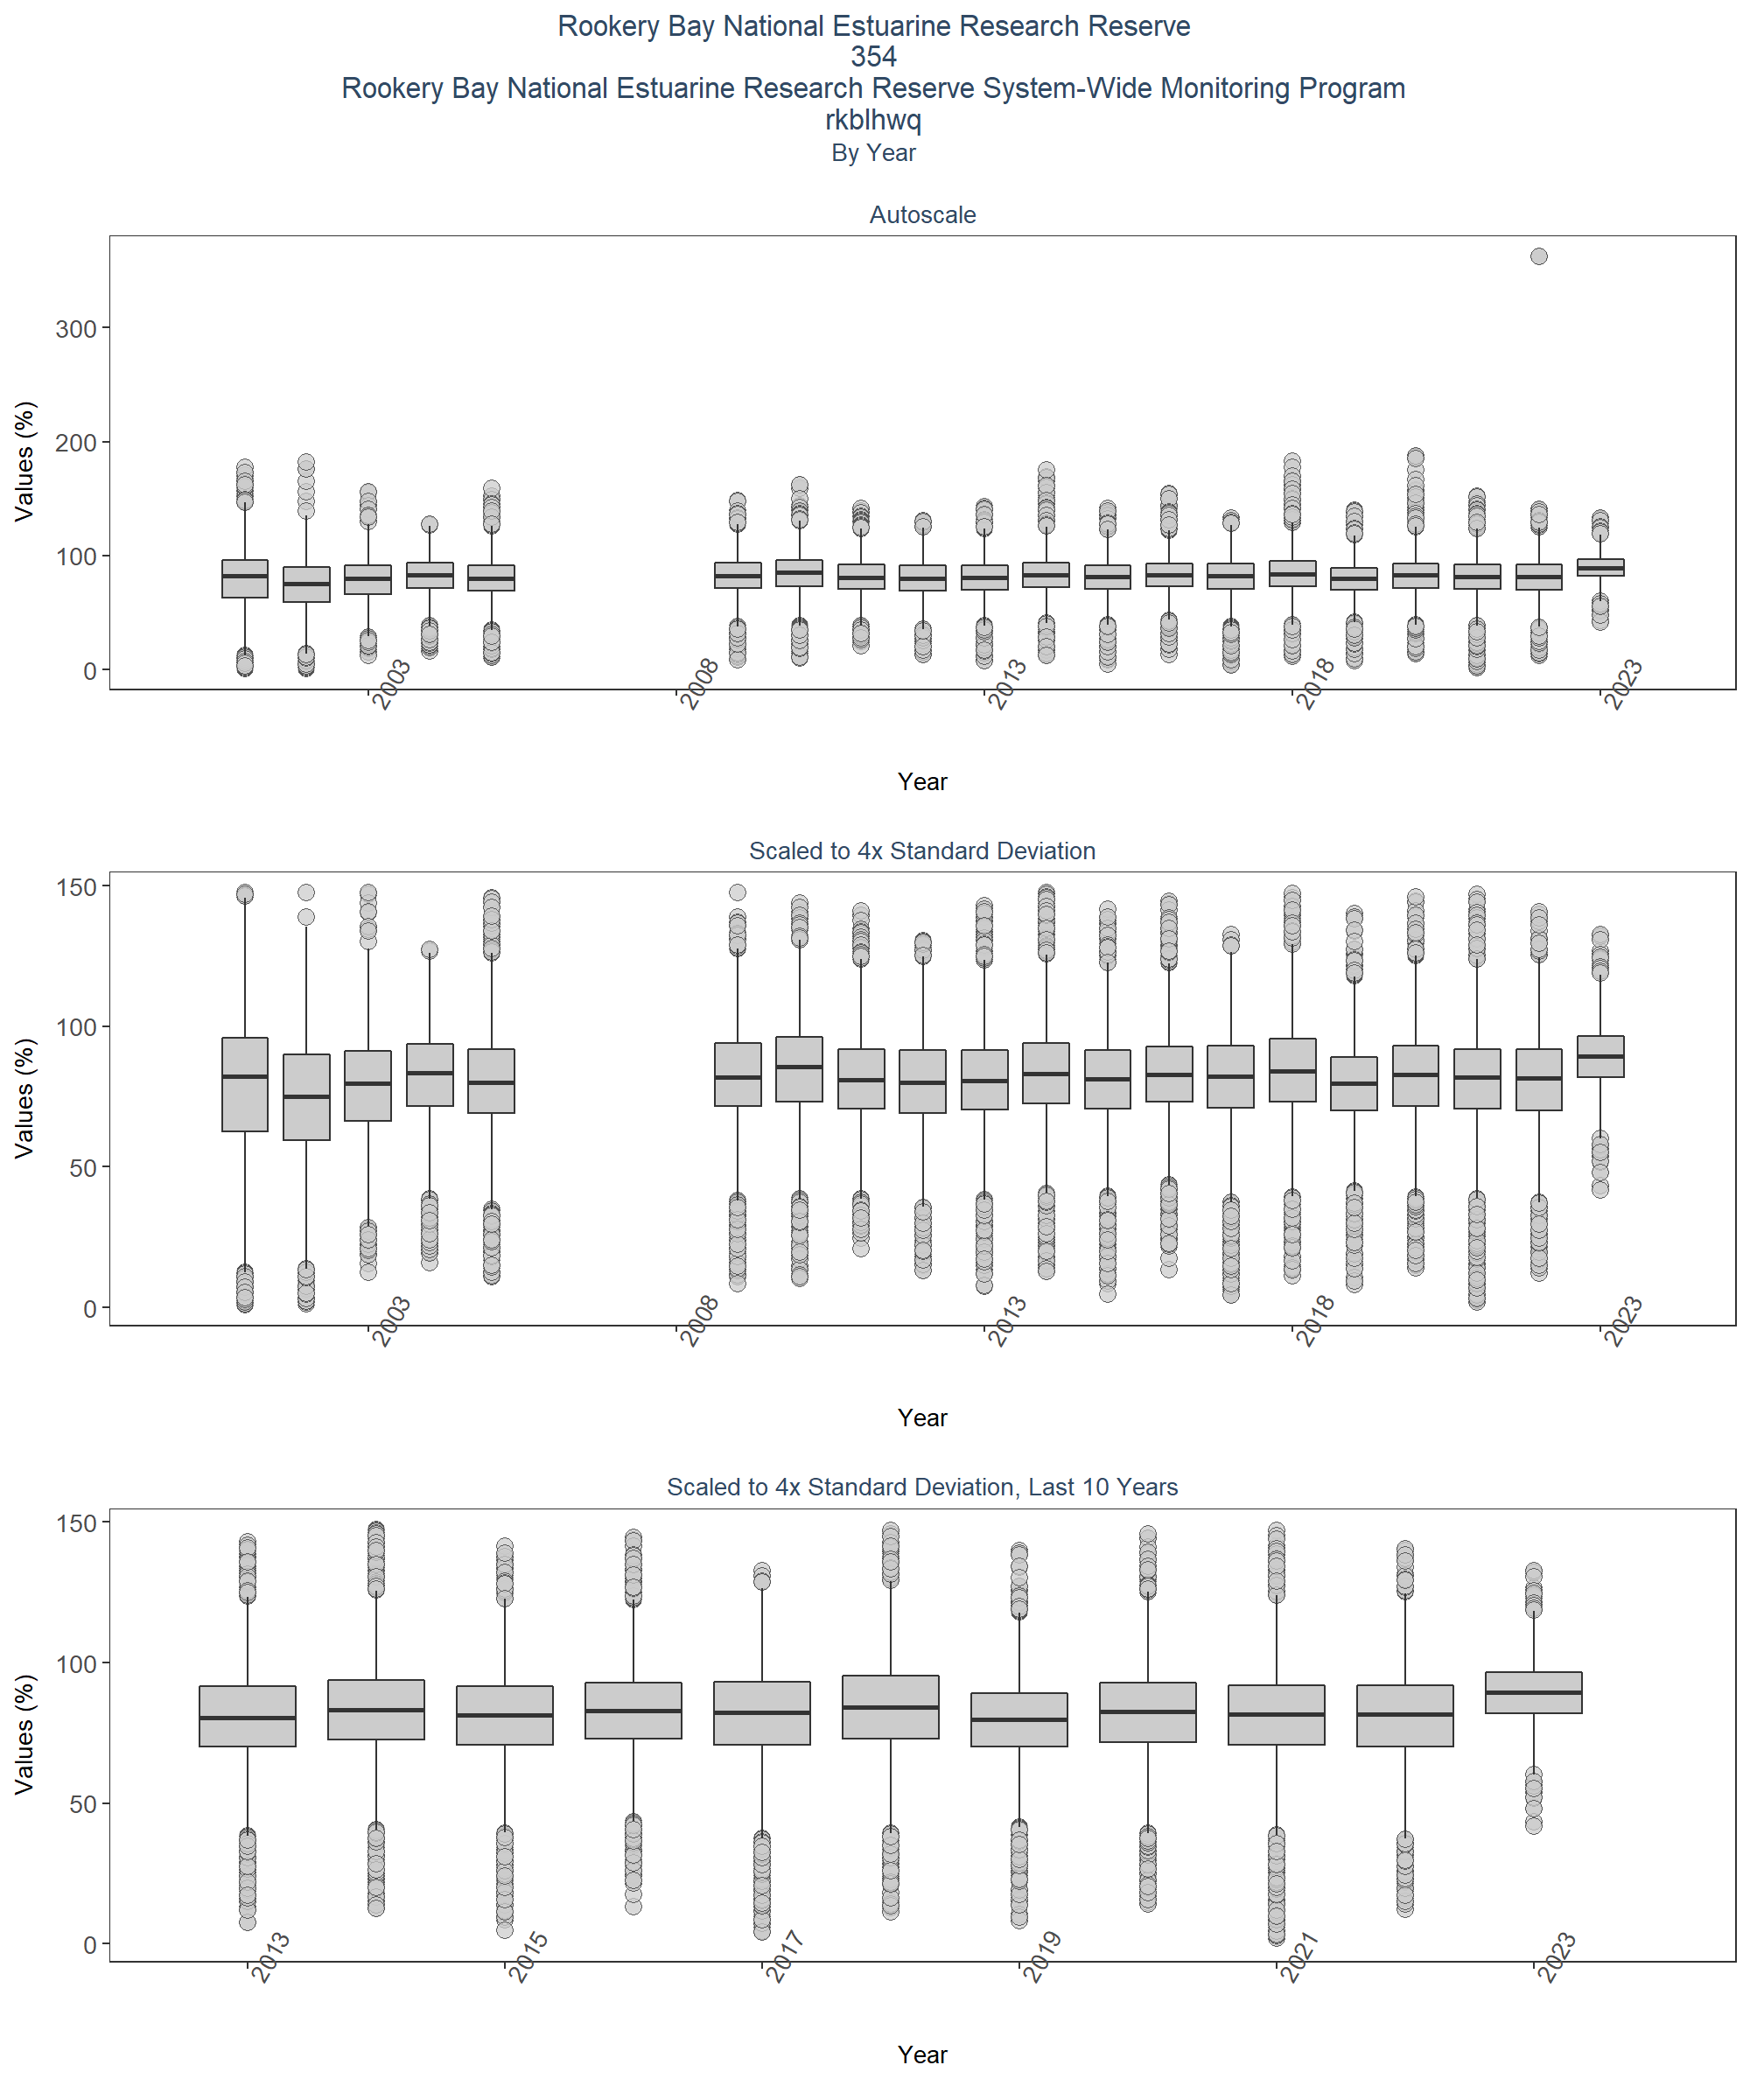 Rookery Bay National Estuarine Research Reserve
354
Rookery Bay National Estuarine Research Reserve System-Wide Monitoring Program
rkblhwq
By Year
Autoscale
Values (%)
300
200
100
0
2003
2008
2013
2018
2023
Year
Scaled to 4x Standard Deviation
Values (%)
150
100
50
0
2003
2008
2013
2018
2023
Year
Scaled to 4x Standard Deviation, Last 10 Years
Values (%)
150
100
50
0
2013
2015
2017
2019
2021
2023
Year